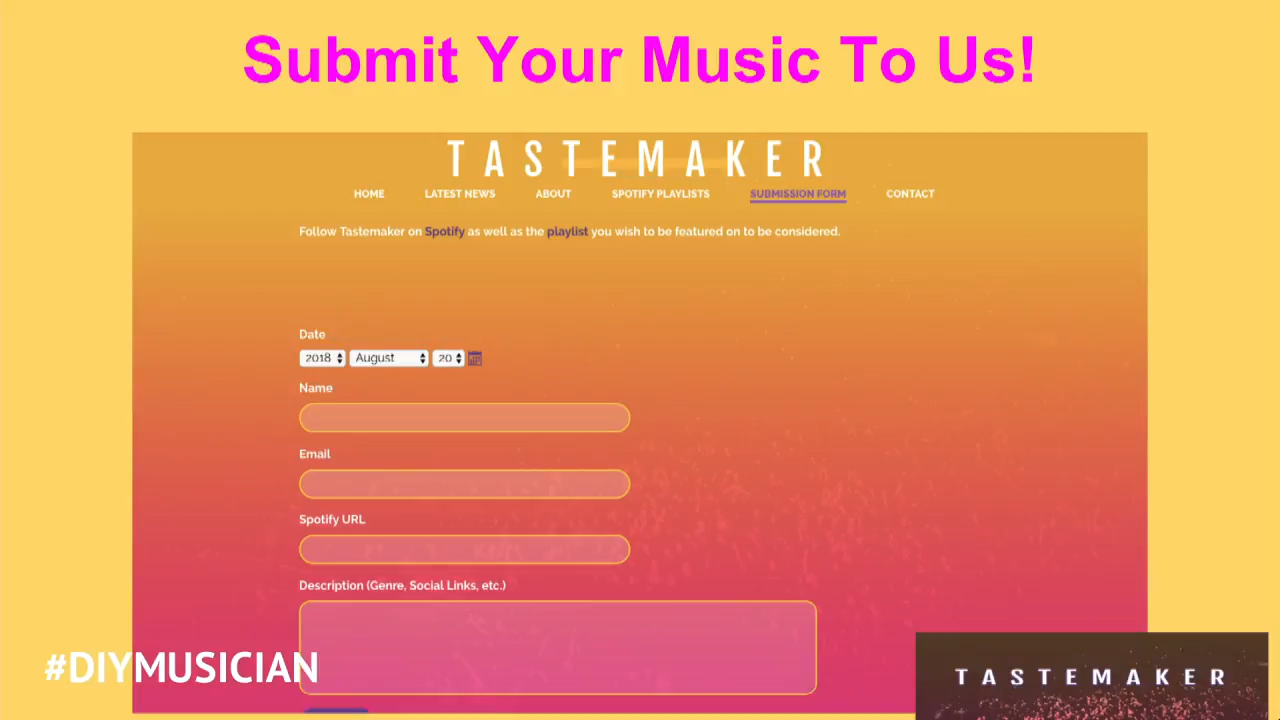 Submit Your Music To Us!
TASTEMAKER
HOME LATEST NEWS ABOUT SPOTIFY PLAYLISTS SUBMISSION FORM CONTACT
Follow Tastemaker on Spotify as well as the playlist you wish to be featured on to be considered.
Date
2018 August 20
Name
Email
Spotify URL
Description (Genre, Social Links, etc.)
#DIYMUSICIAN
TASTEMAKER